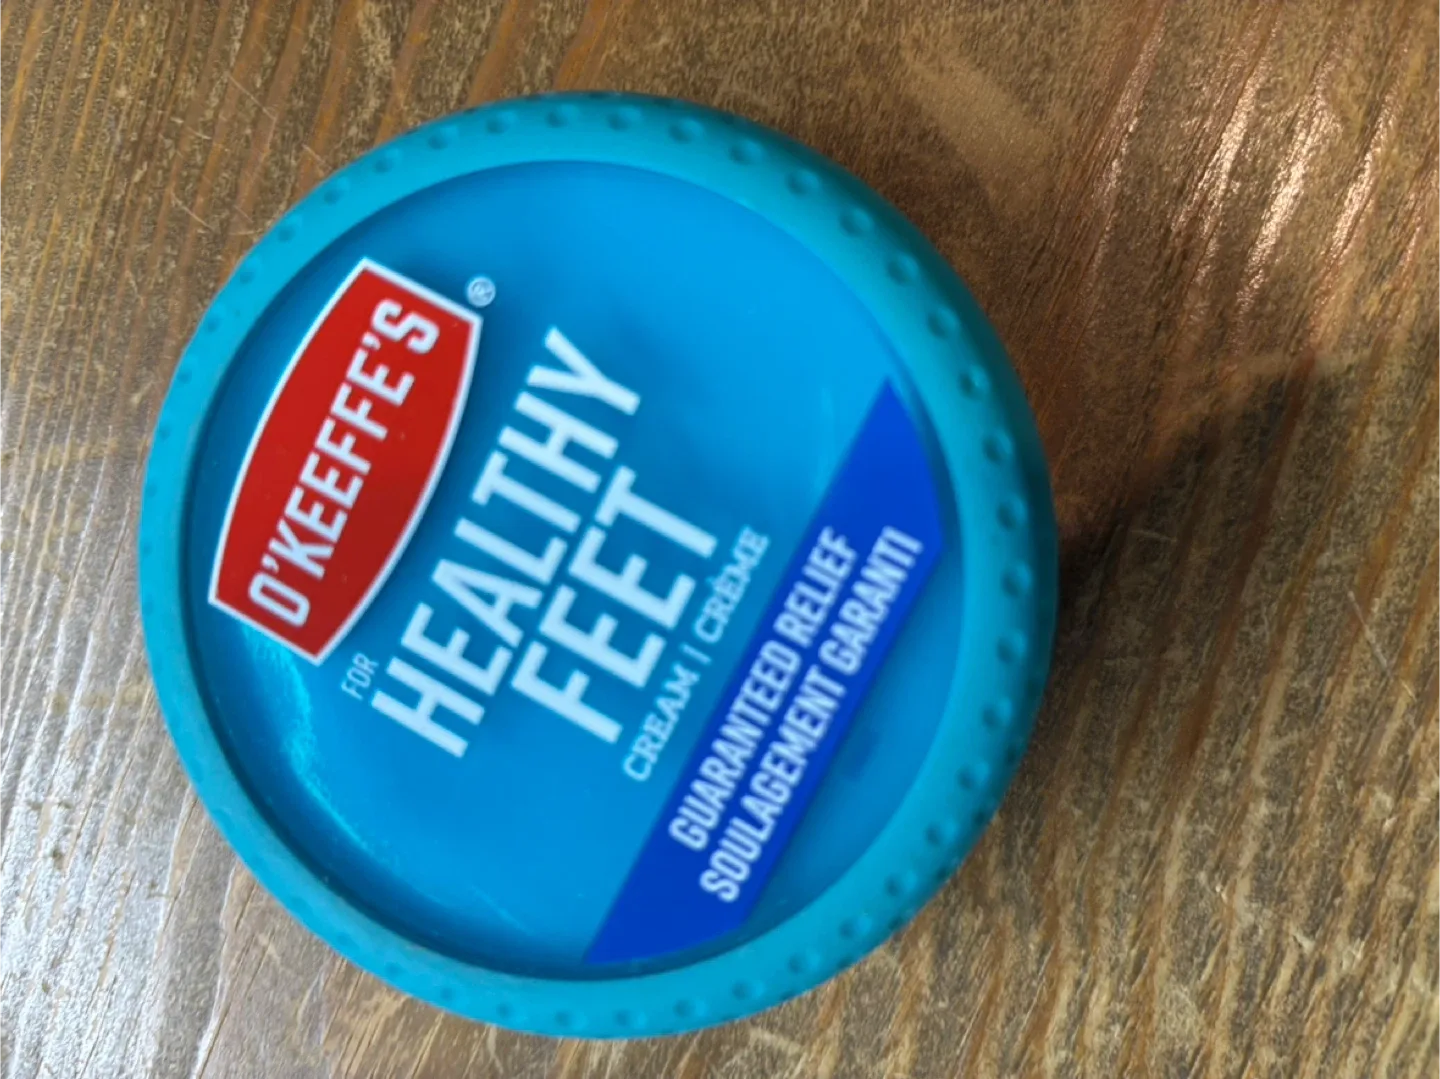 O'KEEFFE'S®
FOR
HEALTHY
FEET
CREAM | CRÈME
GUARANTEED RELIEF
SOULAGEMENT GARANTI